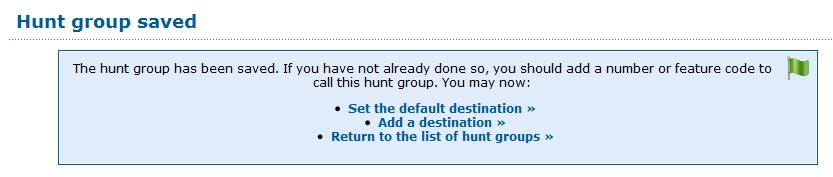 Hunt group saved
The hunt group has been saved. If you have not already done so, you should add a number or feature code to
call this hunt group. You may now:
• Set the default destination »
• Add a destination »
• Return to the list of hunt groups »